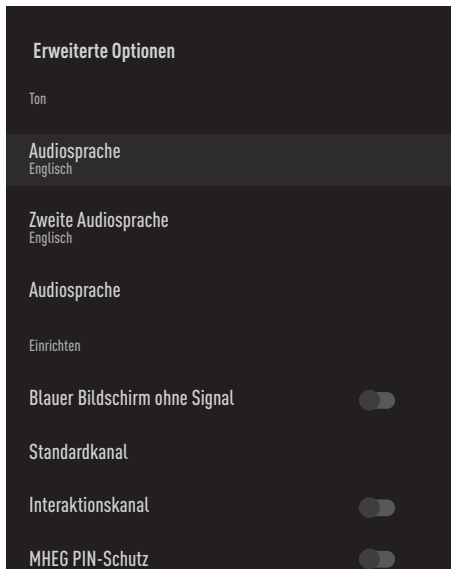 Erweiterte Optionen
Ton
Audiosprache
Englisch
Zweite Audiosprache
Englisch
Audiosprache
Einrichten
Blauer Bildschirm ohne Signal
Standardkanal
Interaktionskanal
MHEG PIN-Schutz